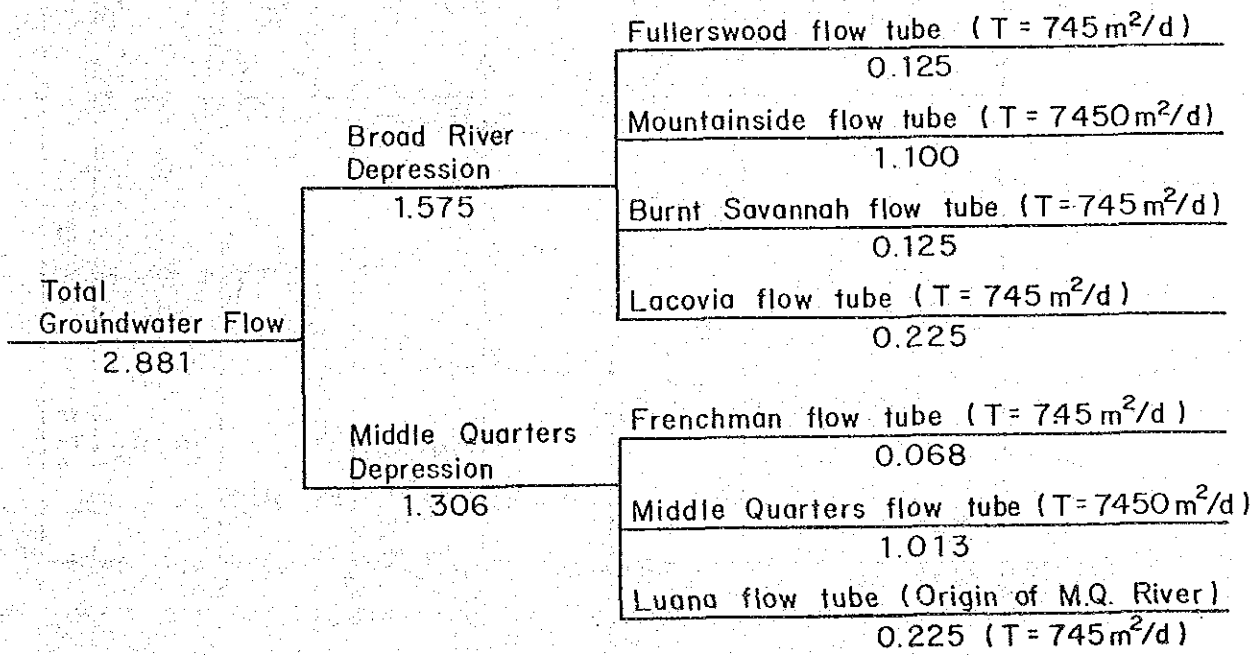 Fullerswood flow tube (T = 745 m²/d)
0.125
Mountainside flow tube (T = 7450 m²/d)
1.100
Broad River
Depression
1.575
Burnt Savannah flow tube (T = 745 m²/d)
0.125
Lacovia flow tube (T = 745 m²/d)
0.225
Total
Groundwater Flow
2.881
Frenchman flow tube (T = 745 m²/d)
0.068
Middle Quarters
Depression
1.306
Middle Quarters flow tube (T = 7450 m²/d)
1.013
Luana flow tube (Origin of M.Q. River)
0.225 (T = 745 m²/d)